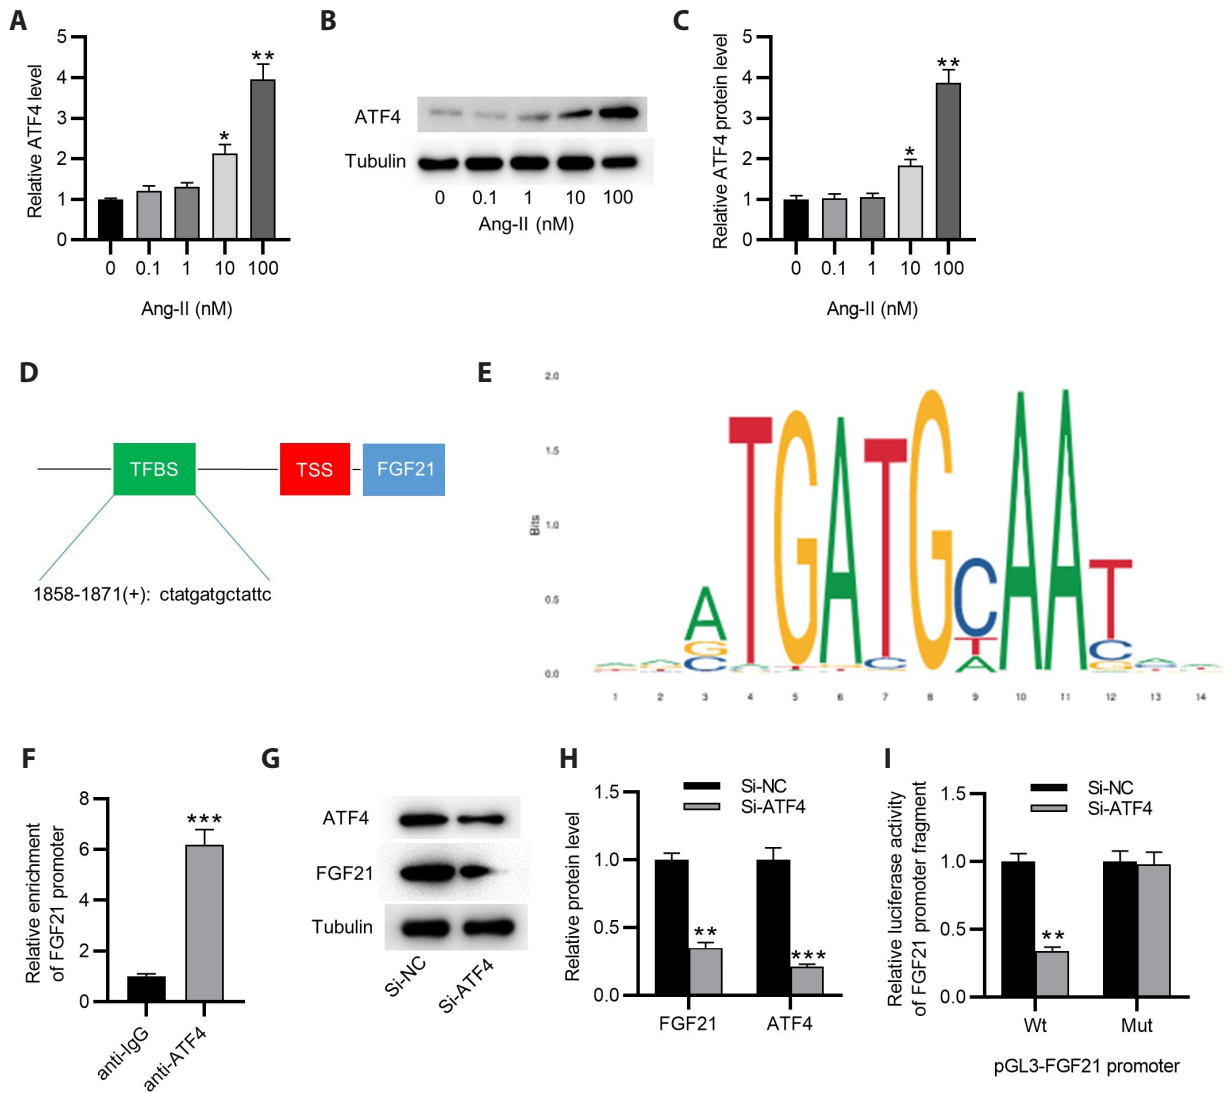 A
Relative ATF4 level
5
4
3
2
1
0
*
**
0 0.1 1 10 100
Ang-II (nM)
B
ATF4
Tubulin
0 0.1 1 10 100
Ang-II (nM)
C
Relative ATF4 protein level
5
4
3
2
1
0
*
**
0 0.1 1 10 100
Ang-II (nM)
D
TFBS TSS FGF21
1858-1871(+): ctatgatgctattc
E
Bits
2.0
1.5
1.0
0.5
0.0
A G C T G A T G C T A A A T C G
1 2 3 4 5 6 7 8 9 10 11 12 13 14
F
Relative enrichment
of FGF21 promoter
8
6
4
2
0
***
anti-IgG anti-ATF4
G
ATF4
FGF21
Tubulin
Si-NC Si-ATF4
H
Si-NC
Si-ATF4
Relative protein level
1.5
1.0
0.5
0.0
**
***
FGF21 ATF4
I
Si-NC
Si-ATF4
Relative luciferase activity
of FGF21 promoter fragment
1.5
1.0
0.5
0.0
**
Wt Mut
pGL3-FGF21 promoter